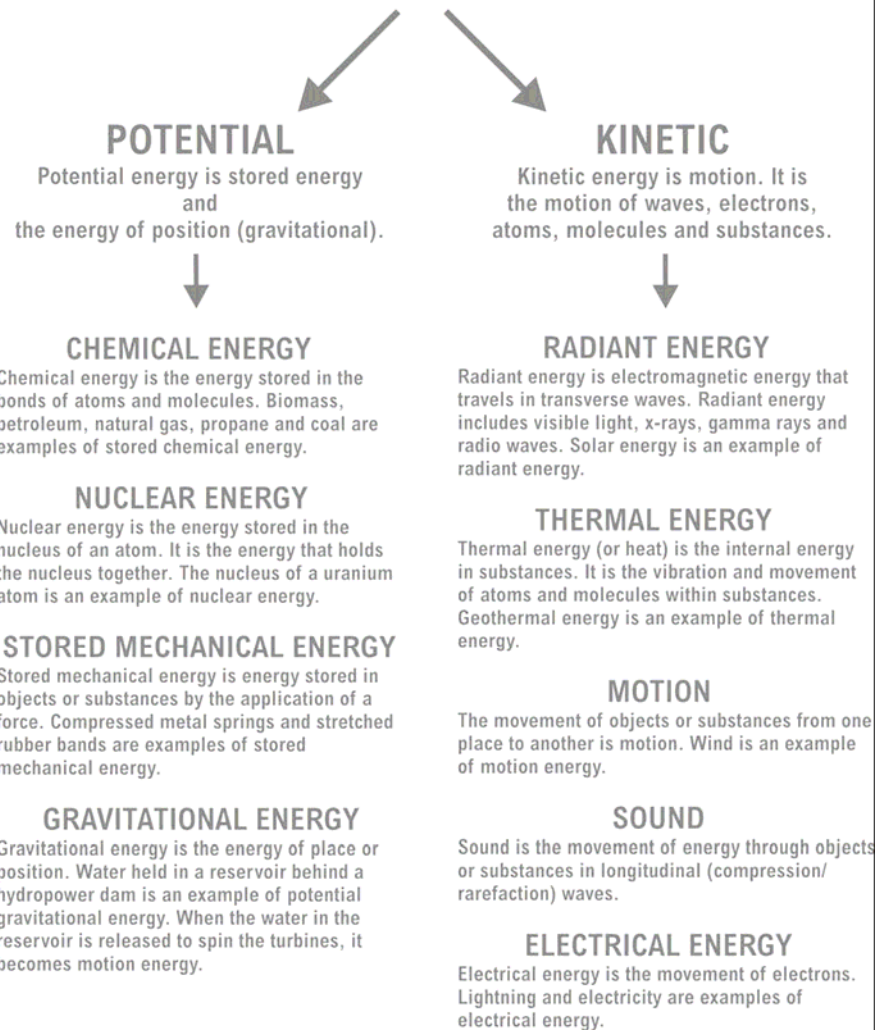 POTENTIAL
Potential energy is stored energy
and
the energy of position (gravitational).
CHEMICAL ENERGY
Chemical energy is the energy stored in the
bonds of atoms and molecules. Biomass,
petroleum, natural gas, propane and coal are
examples of stored chemical energy.
NUCLEAR ENERGY
Nuclear energy is the energy stored in the
nucleus of an atom. It is the energy that holds
the nucleus together. The nucleus of a uranium
atom is an example of nuclear energy.
STORED MECHANICAL ENERGY
Stored mechanical energy is energy stored in
objects or substances by the application of a
force. Compressed metal springs and stretched
rubber bands are examples of stored
mechanical energy.
GRAVITATIONAL ENERGY
Gravitational energy is the energy of place or
position. Water held in a reservoir behind a
hydropower dam is an example of potential
gravitational energy. When the water in the
reservoir is released to spin the turbines, it
becomes motion energy.
KINETIC
Kinetic energy is motion. It is
the motion of waves, electrons,
atoms, molecules and substances.
RADIANT ENERGY
Radiant energy is electromagnetic energy that
travels in transverse waves. Radiant energy
includes visible light, x-rays, gamma rays and
radio waves. Solar energy is an example of
radiant energy.
THERMAL ENERGY
Thermal energy (or heat) is the internal energy
in substances. It is the vibration and movement
of atoms and molecules within substances.
Geothermal energy is an example of thermal
energy.
MOTION
The movement of objects or substances from one
place to another is motion. Wind is an example
of motion energy.
SOUND
Sound is the movement of energy through objects
or substances in longitudinal (compression/
rarefaction) waves.
ELECTRICAL ENERGY
Electrical energy is the movement of electrons.
Lightning and electricity are examples of
electrical energy.